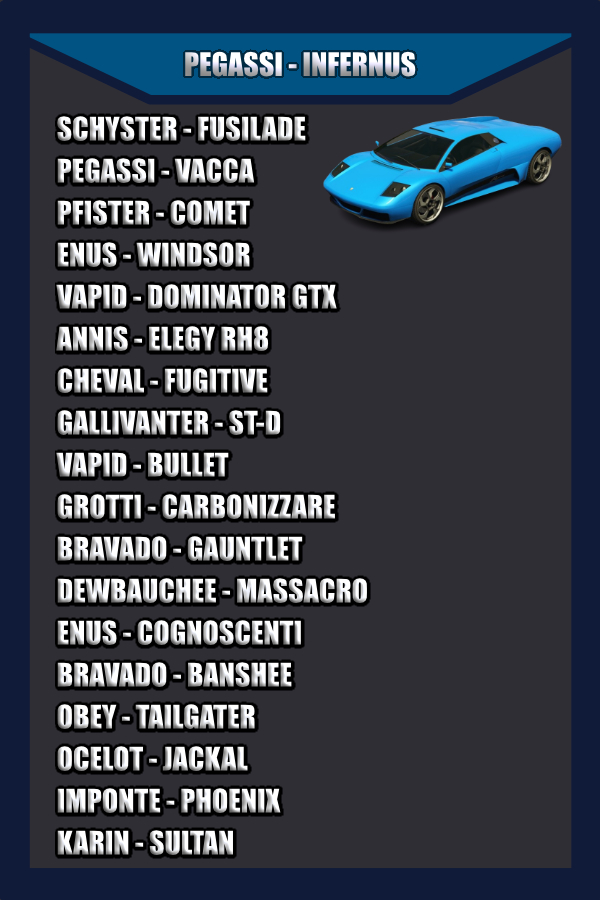 PEGASSI - INFERNUS
SCHYSTER - FUSILADE
PEGASSI - VACCA
PFISTER - COMET
ENUS - WINDSOR
VAPID - DOMINATOR GTX
ANNIS - ELEGY RH8
CHEVAL - FUGITIVE
GALLIVANTER - ST-D
VAPID - BULLET
GROTTI - CARBONIZZARE
BRAVADO - GAUNTLET
DEWBAUCHEE - MASSACRO
ENUS - COGNOSCENTI
BRAVADO - BANSHEE
OBEY - TAILGATER
OCELOT - JACKAL
IMPONTE - PHOENIX
KARIN - SULTAN